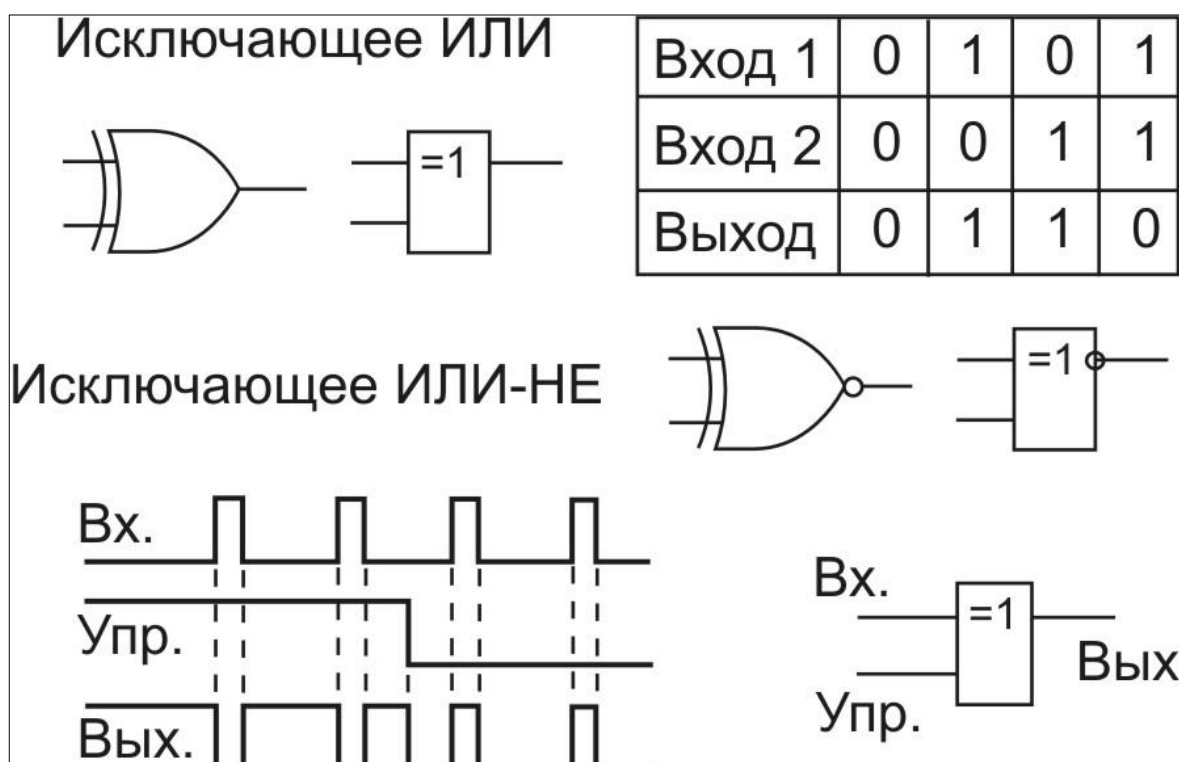 Исключающее ИЛИ
Вход 1 0 1 0 1
Вход 2 0 0 1 1
Выход 0 1 1 0
=1
Исключающее ИЛИ-НЕ
=1
Вх.
Упр.
Вых.
Вх.
=1
Вых
Упр.